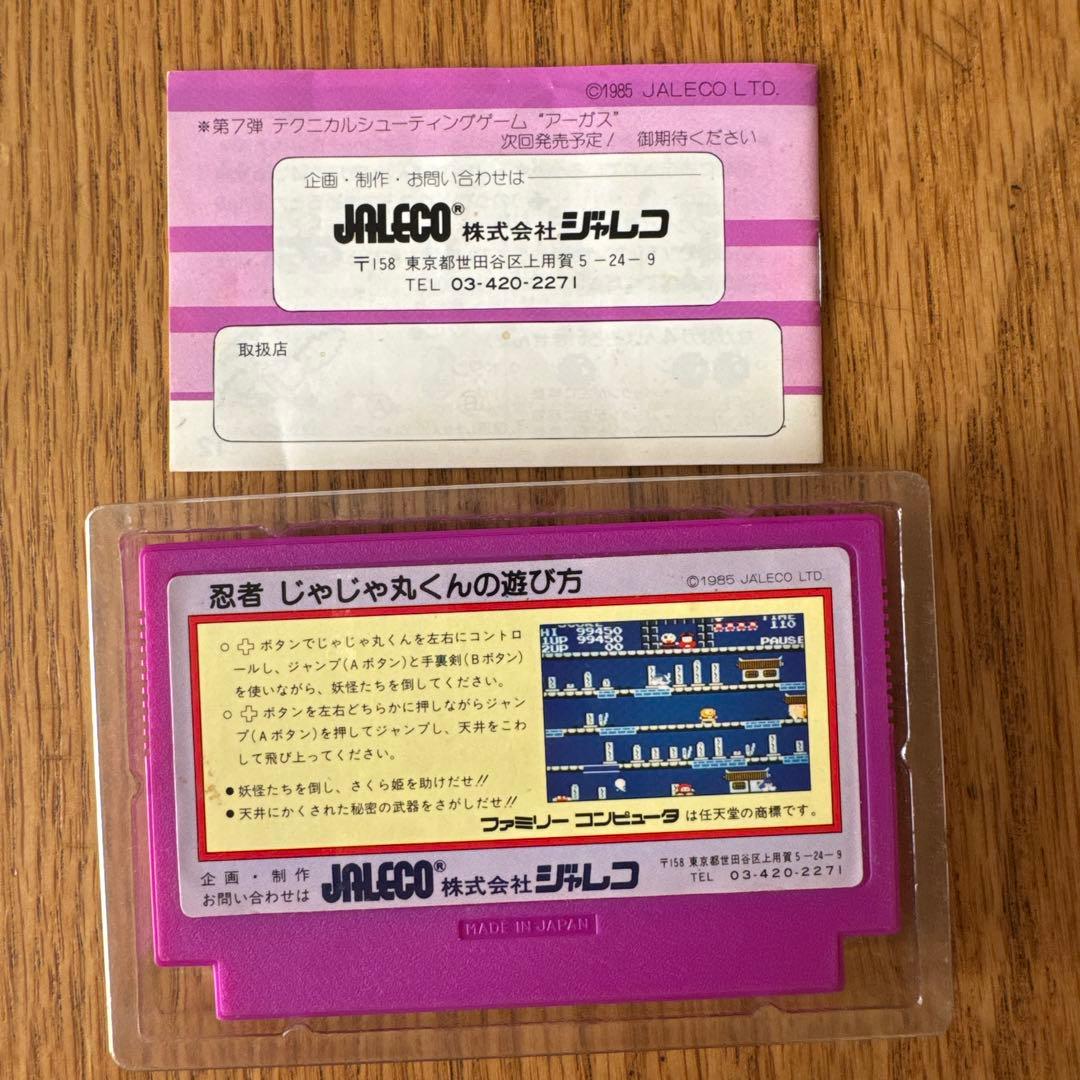 ©1985 JALECO LTD.
※第7弾 テクニカルシューティングゲーム "アーガス"
次回発売予定! 御期待ください
企画・制作・お問い合わせは
JALECO® 株式会社ジャレコ
〒158 東京都世田谷区上用賀5-24-9
TEL 03-420-2271
取扱店
忍者 じゃじゃ丸くんの遊び方
©1985 JALECO LTD.
○ ✚ボタンでじゃじゃ丸くんを左右にコントロ
ールし、ジャンプ(Aボタン)と手裏剣(Bボタン)
を使いながら、妖怪たちを倒してください。
○ ✚ボタンを左右どちらかに押しながらジャン
プ(Aボタン)を押してジャンプし、天井をこわ
して飛び上ってください。
●妖怪たちを倒し、さくら姫を助けだせ!!
●天井にかくされた秘密の武器をさがしだせ!!
SCORE
TIME
HI 99450
110
1UP 99450
PAUSE
2UP 00
ファミリー コンピュータ は任天堂の商標です。
企画・制作
お問い合わせは
JALECO® 株式会社ジャレコ
〒158 東京都世田谷区上用賀5-24-9
TEL 03-420-2271
MADE IN JAPAN